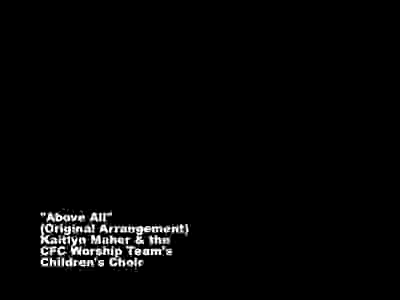 "Above All"
(Original Arrangement)
Kaitlyn Maher & the
CFC Worship Team's
Children's Choir